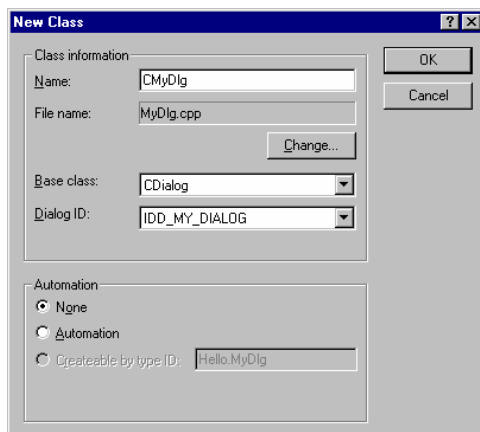 New Class
Class information
Name:
CMyDlg
File name:
MyDlg.cpp
Change...
Base class:
CDialog
Dialog ID:
IDD_MY_DIALOG
OK
Cancel
Automation
None
Automation
Createable by type ID:
Hello.MyDlg